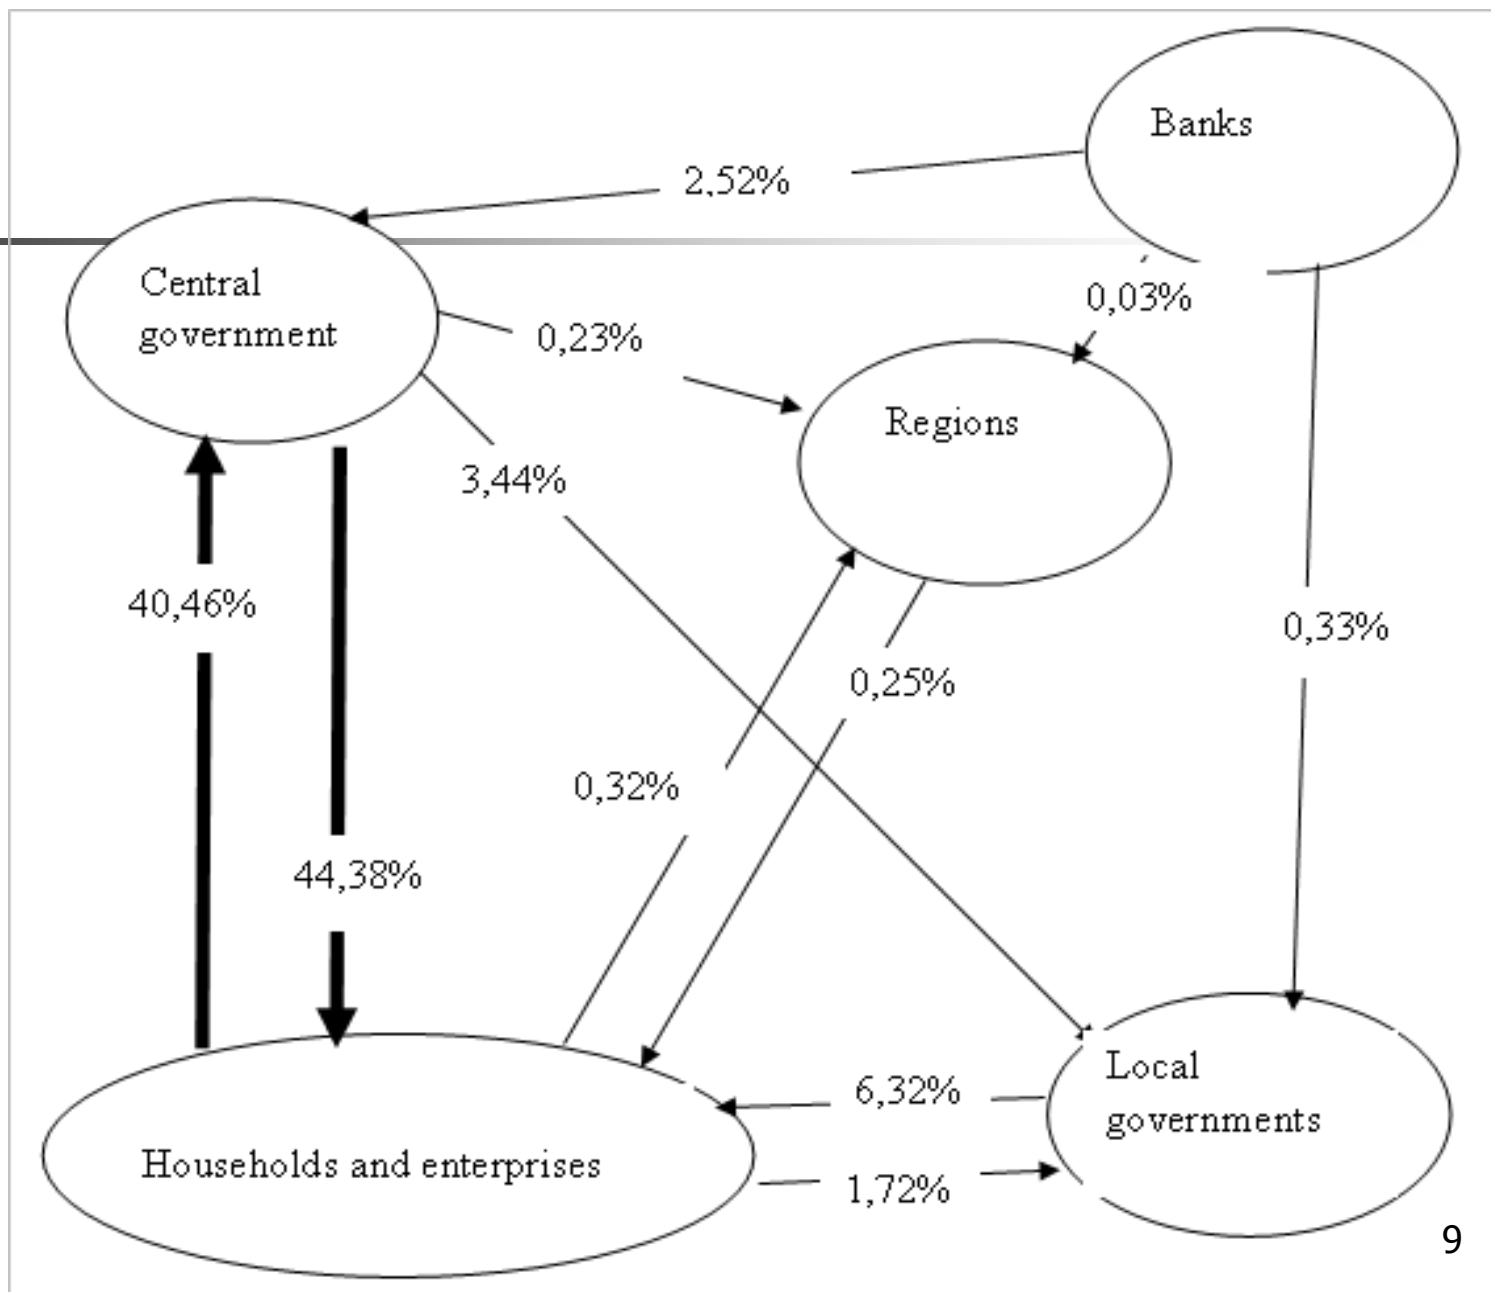 Banks
2,52%
Central
government
0,03%
0,23%
Regions
3,44%
40,46%
0,33%
0,25%
0,32%
44,38%
Local
governments
6,32%
Households and enterprises
1,72%
9